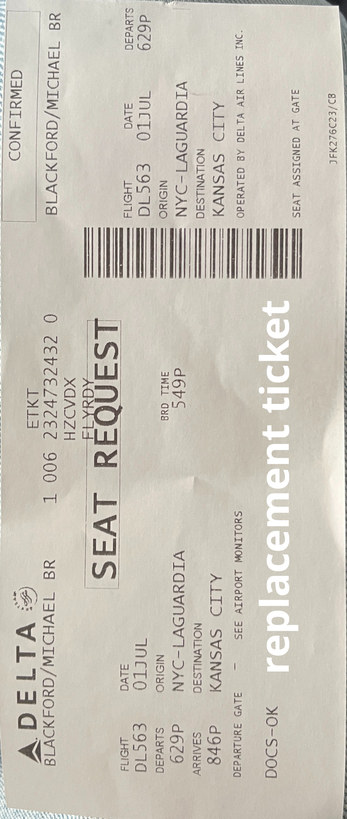 DELTA
BLACKFORD/MICHAEL BR
1 006 2324732432 0
ETKT
HZCVDX
FLYRDY
SEAT REQUEST
FLIGHT DATE
DL563 01JUL
DEPARTS ORIGIN
629P NYC-LAGUARDIA
ARRIVES DESTINATION
846P KANSAS CITY
BRD TIME
549P
DEPARTURE GATE - SEE AIRPORT MONITORS
DOCS-OK
replacement ticket
CONFIRMED
BLACKFORD/MICHAEL BR
FLIGHT DATE DEPARTS
DL563 01JUL 629P
ORIGIN
NYC-LAGUARDIA
DESTINATION
KANSAS CITY
OPERATED BY DELTA AIR LINES INC.
SEAT ASSIGNED AT GATE
JFK276C23/CB